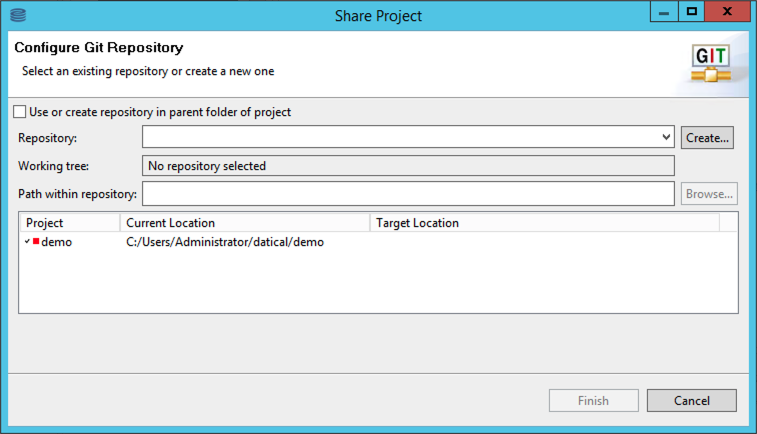 Share Project
Configure Git Repository
Select an existing repository or create a new one
GIT
Use or create repository in parent folder of project
Repository: Create...
Working tree: No repository selected
Path within repository: Browse...
Project Current Location Target Location
demo C:/Users/Administrator/datical/demo
Finish Cancel